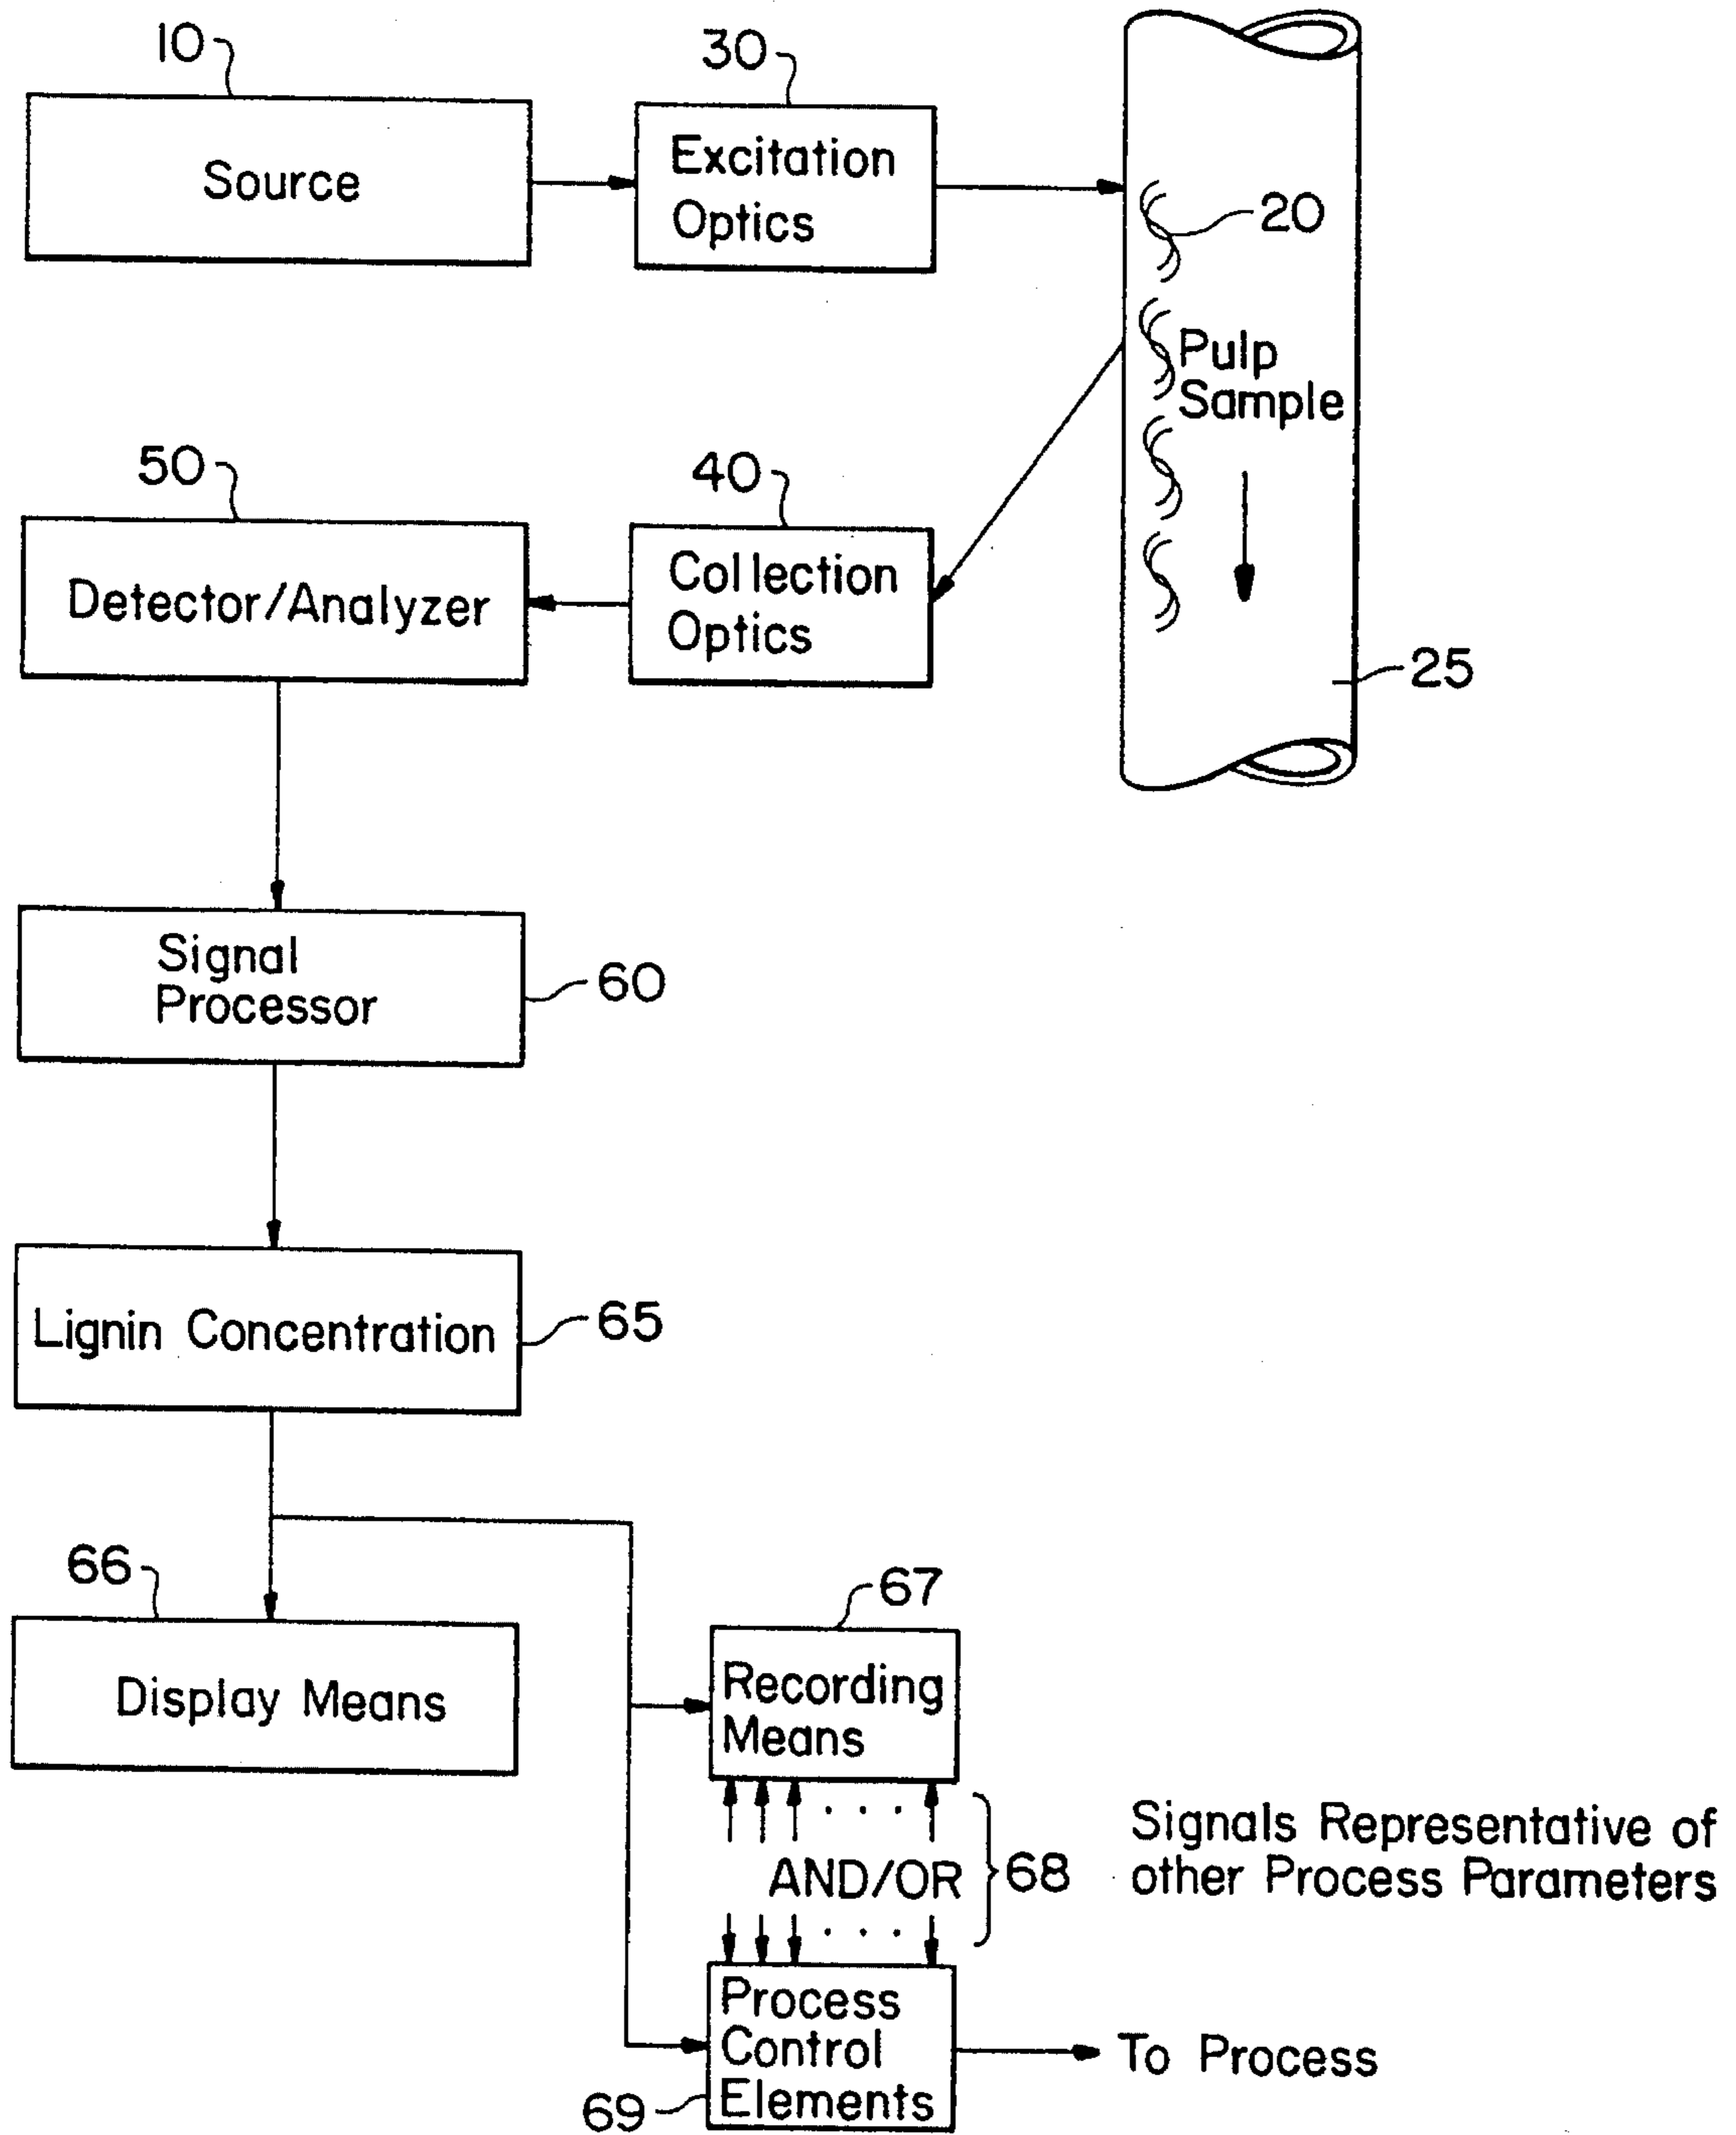 10
30
Source
Excitation
Optics
20
Pulp
Sample
50
40
Detector/Analyzer
Collection
Optics
25
Signal
Processor
60
Lignin Concentration
65
66
67
Display Means
Recording
Means
. . .
AND/OR
68
Signals Representative of
other Process Parameters
. . .
Process
Control
Elements
69
To Process